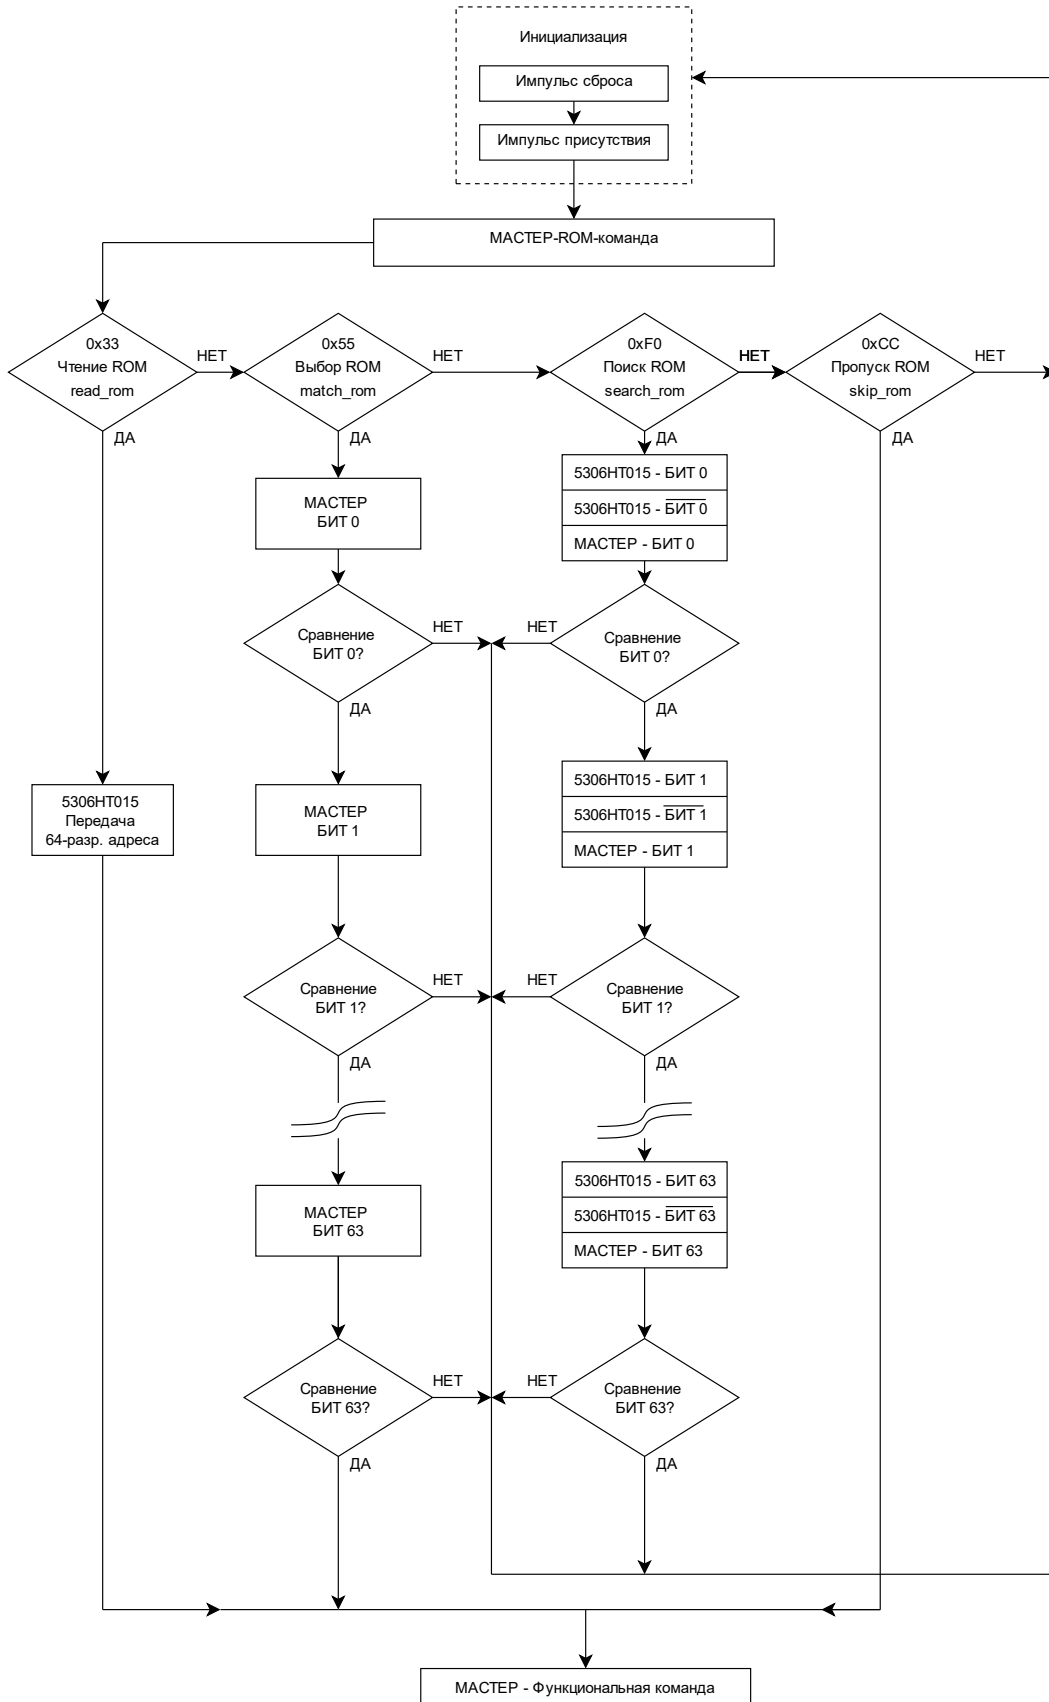 Инициализация
Импульс сброса
Импульс присутствия
МАСТЕР-ROM-команда
0x33
Чтение ROM
read_rom
НЕТ
ДА
0x55
Выбор ROM
match_rom
НЕТ
ДА
0xF0
Поиск ROM
search_rom
НЕТ
ДА
0xCC
Пропуск ROM
skip_rom
НЕТ
ДА
МАСТЕР
БИТ 0
5306НТ015 - БИТ 0
5306НТ015 - БИТ 0
МАСТЕР - БИТ 0
Сравнение
БИТ 0?
НЕТ
ДА
НЕТ
Сравнение
БИТ 0?
ДА
5306НТ015
Передача
64-разр. адреса
МАСТЕР
БИТ 1
5306НТ015 - БИТ 1
5306НТ015 - БИТ 1
МАСТЕР - БИТ 1
Сравнение
БИТ 1?
НЕТ
ДА
НЕТ
Сравнение
БИТ 1?
ДА
МАСТЕР
БИТ 63
5306НТ015 - БИТ 63
5306НТ015 - БИТ 63
МАСТЕР - БИТ 63
Сравнение
БИТ 63?
НЕТ
ДА
НЕТ
Сравнение
БИТ 63?
ДА
МАСТЕР - Функциональная команда